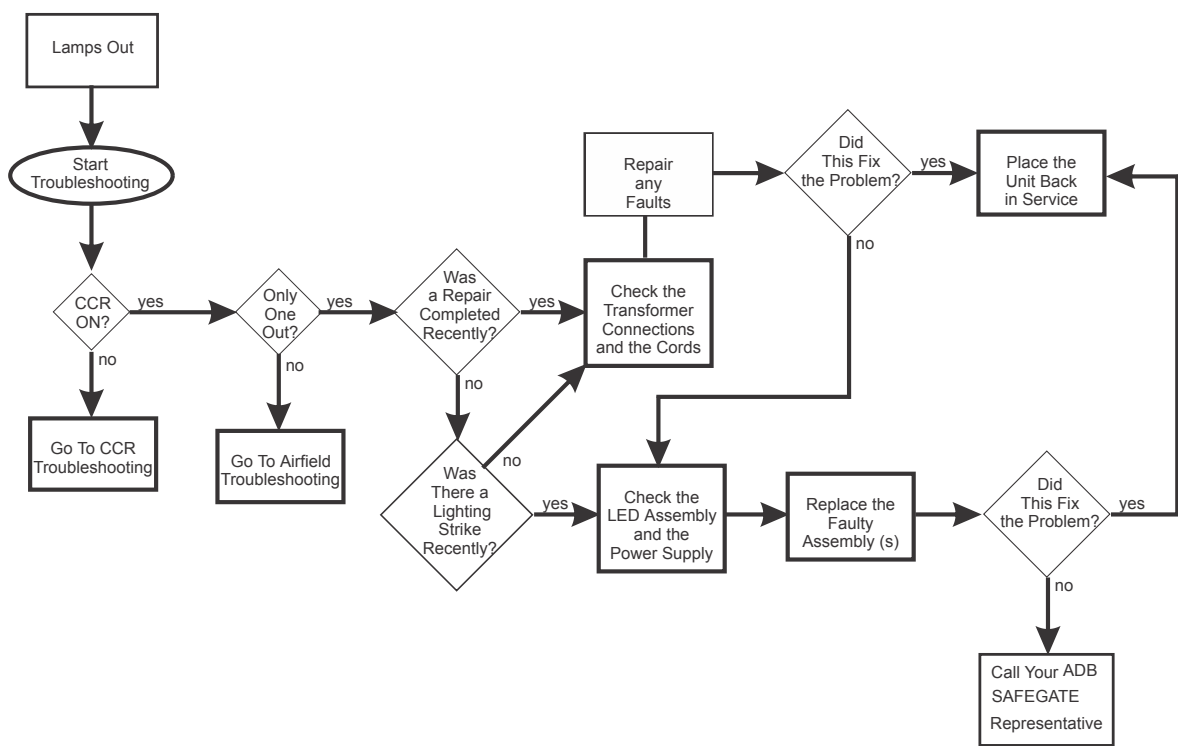 Lamps Out
Start
Troubleshooting
CCR
ON?
yes
no
Go To CCR
Troubleshooting
Only
One
Out?
yes
no
Go To Airfield
Troubleshooting
Was
a Repair
Completed
Recently?
yes
no
Was
There a
Lighting
Strike
Recently?
no
yes
Check the
Transformer
Connections
and the Cords
Repair
any
Faults
Did
This Fix
the Problem?
yes
no
Place the
Unit Back
in Service
Check the
LED Assembly
and the
Power Supply
Replace the
Faulty
Assembly (s)
Did
This Fix
the Problem?
yes
no
Call Your ADB
SAFEGATE
Representative